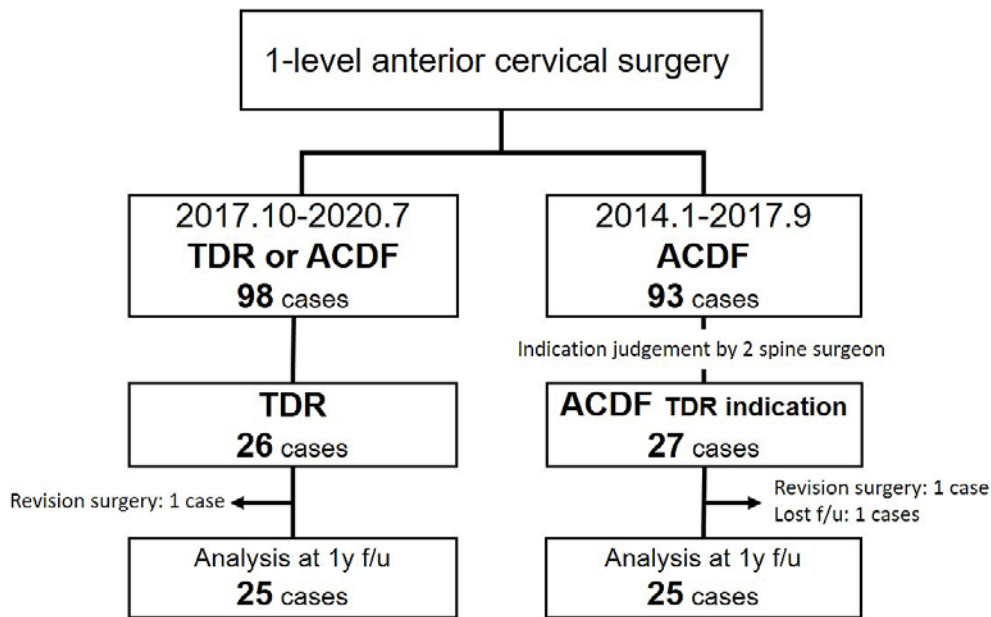 1-level anterior cervical surgery
2017.10-2020.7
TDR or ACDF
98 cases
2014.1-2017.9
ACDF
93 cases
Indication judgement by 2 spine surgeon
TDR
26 cases
ACDF TDR indication
27 cases
Revision surgery: 1 case
Revision surgery: 1 case
Lost f/u: 1 cases
Analysis at 1y f/u
25 cases
Analysis at 1y f/u
25 cases